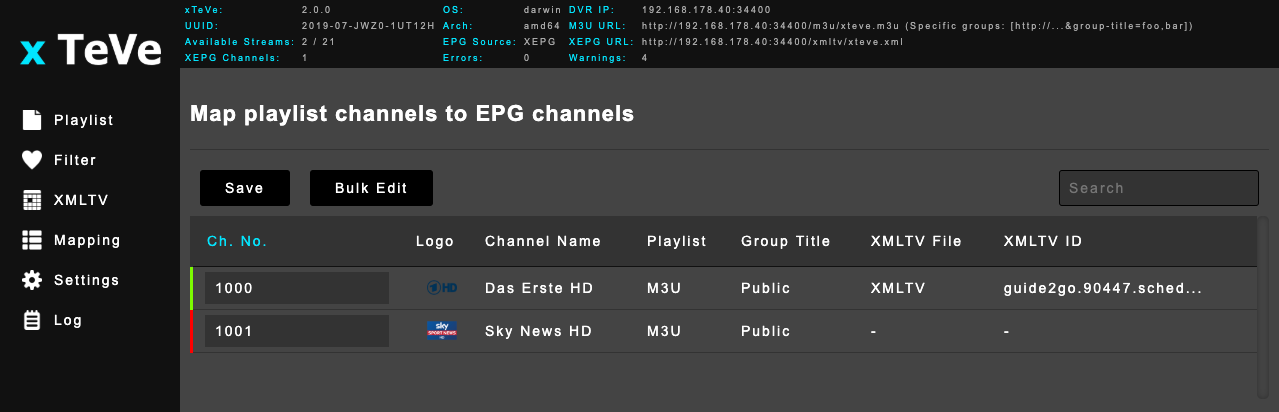 x TeVe
xTeVe: 2.0.0 OS: darwin DVR IP: 192.168.178.40:34400
UUID: 2019-07-JWZ0-1UT12H Arch: amd64 M3U URL: http://192.168.178.40:34400/m3u/xteve.m3u (Specific groups: [http://...&group-title=foo,bar])
Available Streams: 2 / 21 EPG Source: XEPG XEPG URL: http://192.168.178.40:34400/xmltv/xteve.xml
XEPG Channels: 1 Errors: 0 Warnings: 4
Playlist
Filter
XMLTV
Mapping
Settings
Log
Map playlist channels to EPG channels
Save Bulk Edit Search
Ch. No. Logo Channel Name Playlist Group Title XMLTV File XMLTV ID
1000 HD Das Erste HD M3U Public XMLTV guide2go.90447.sched...
1001 sky SPORT NEWS HD Sky News HD M3U Public - -